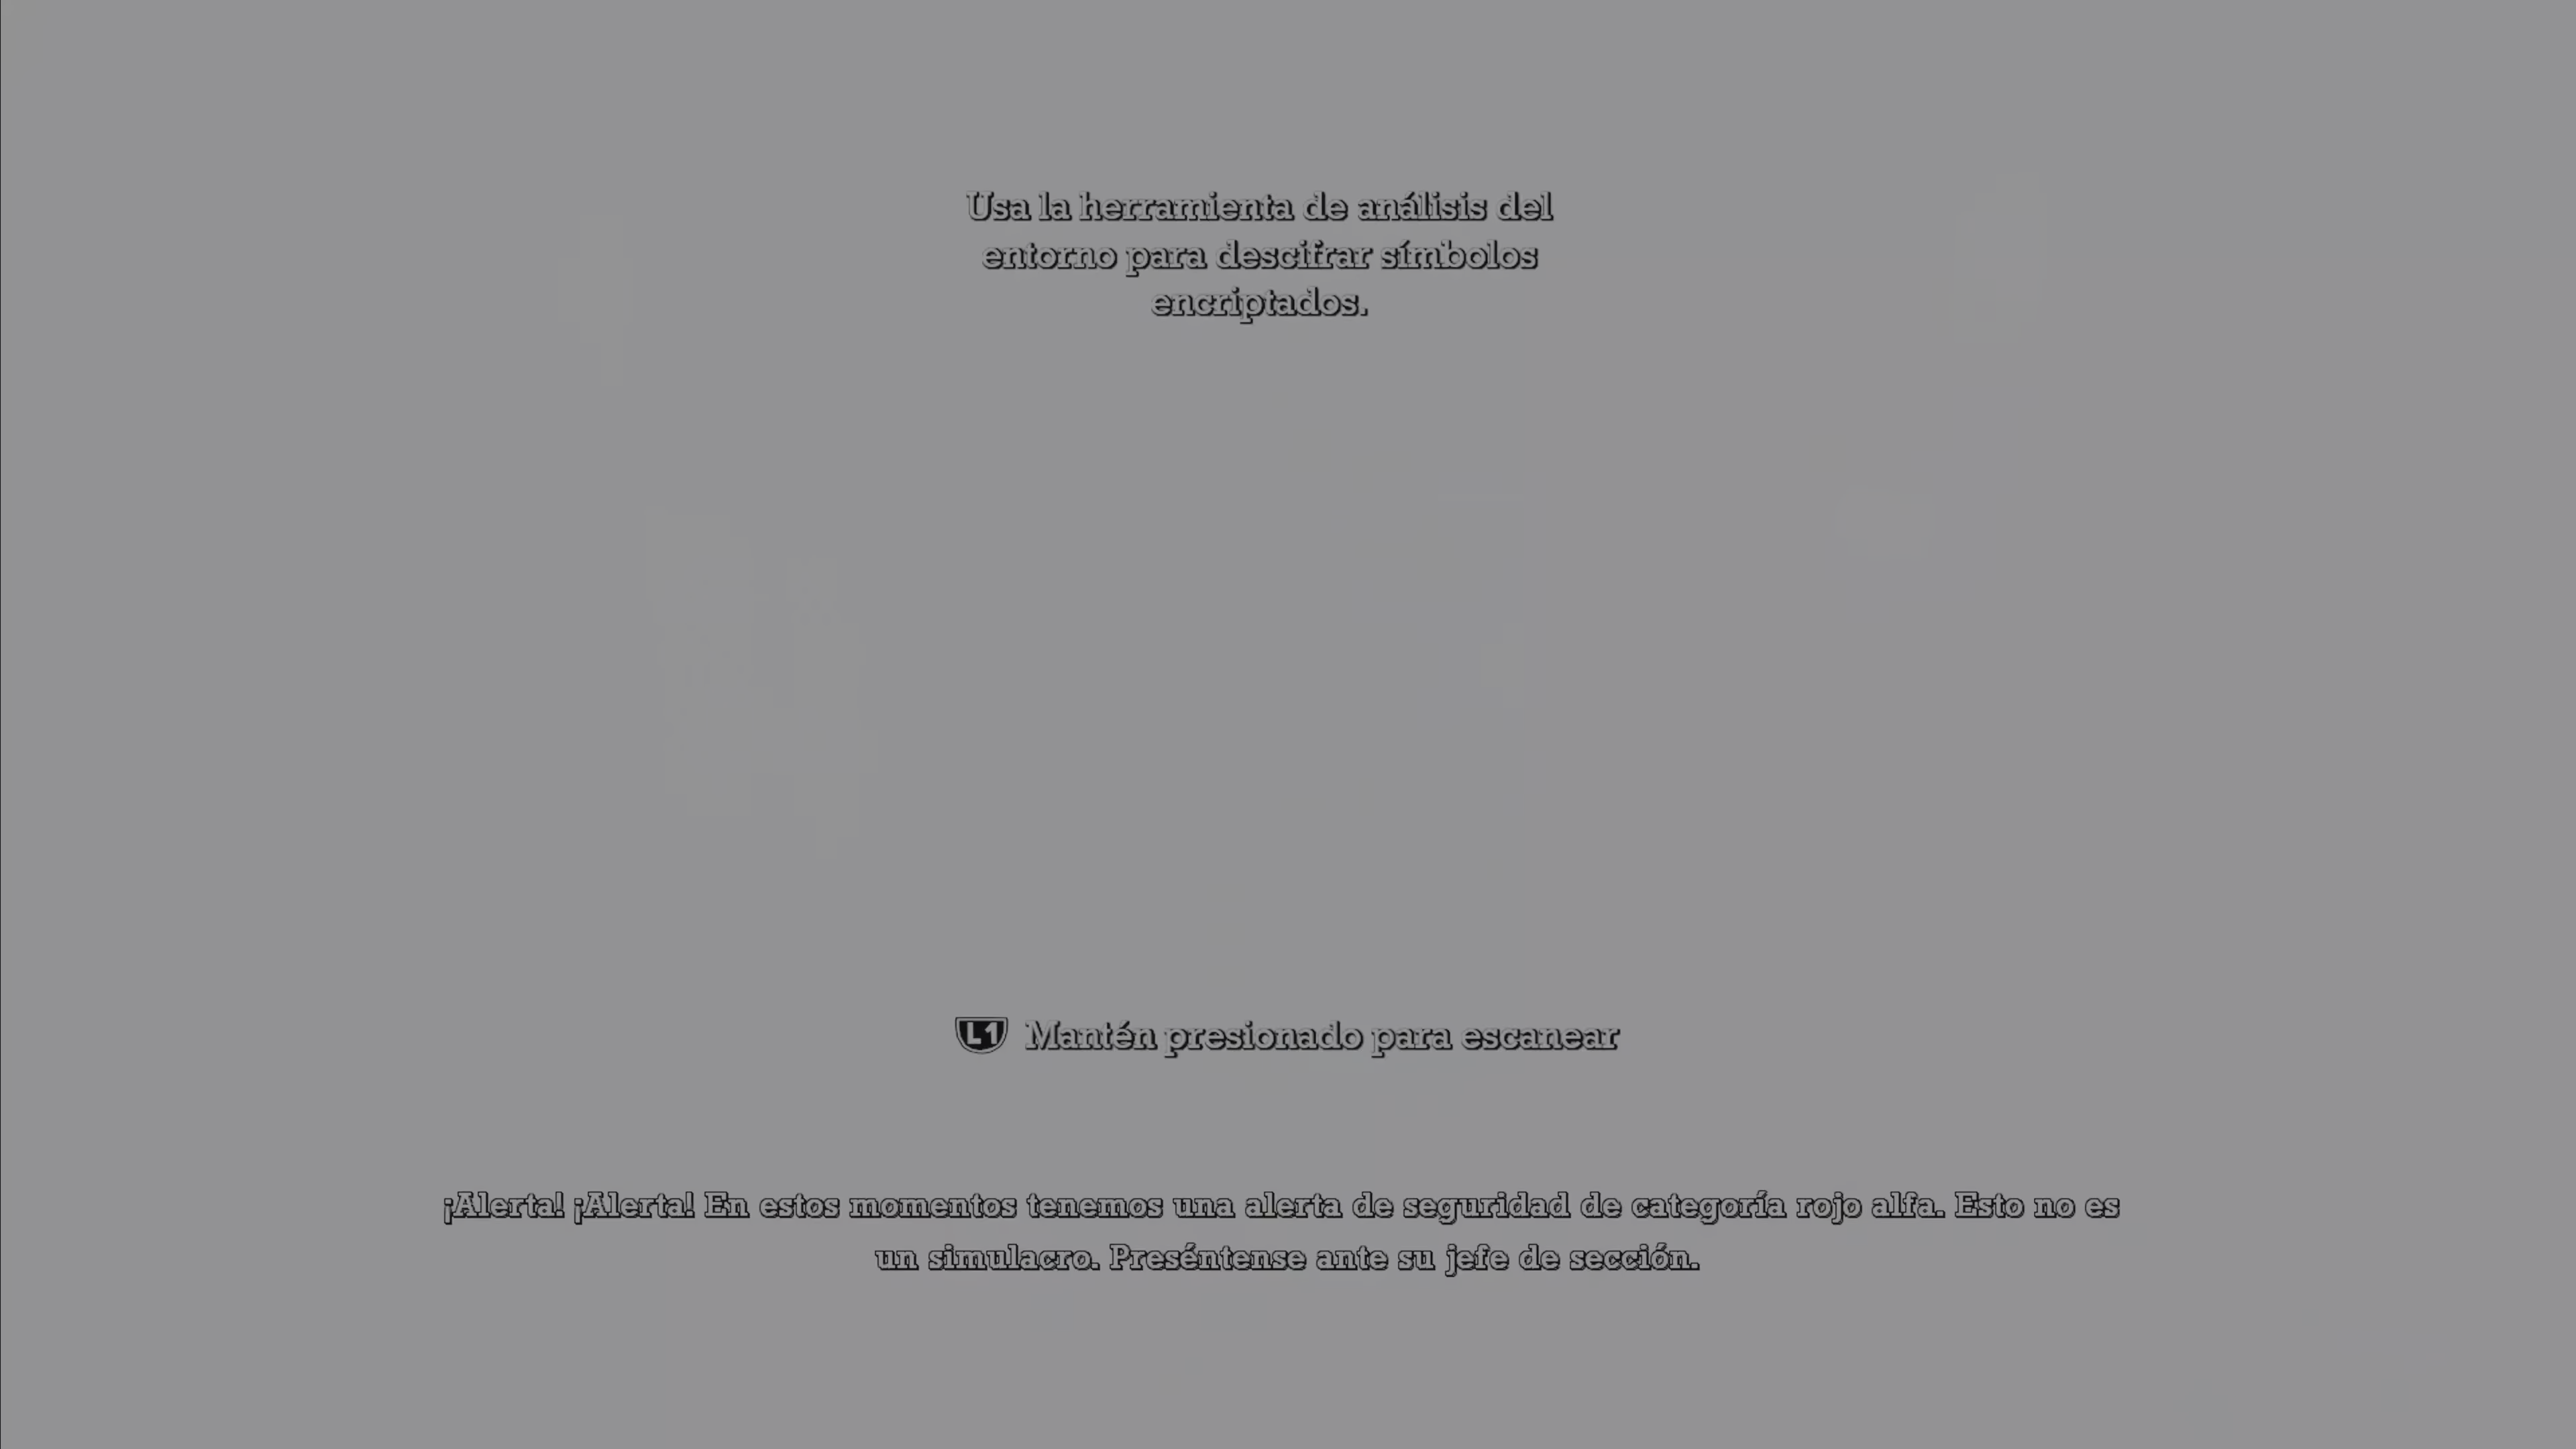 Usa la herramienta de análisis del
entorno para descifrar símbolos
encriptados.
L1 Mantén presionado para escanear
¡Alerta! ¡Alerta! En estos momentos tenemos una alerta de seguridad de categoría rojo alfa. Esto no es
un simulacro. Preséntense ante su jefe de sección.